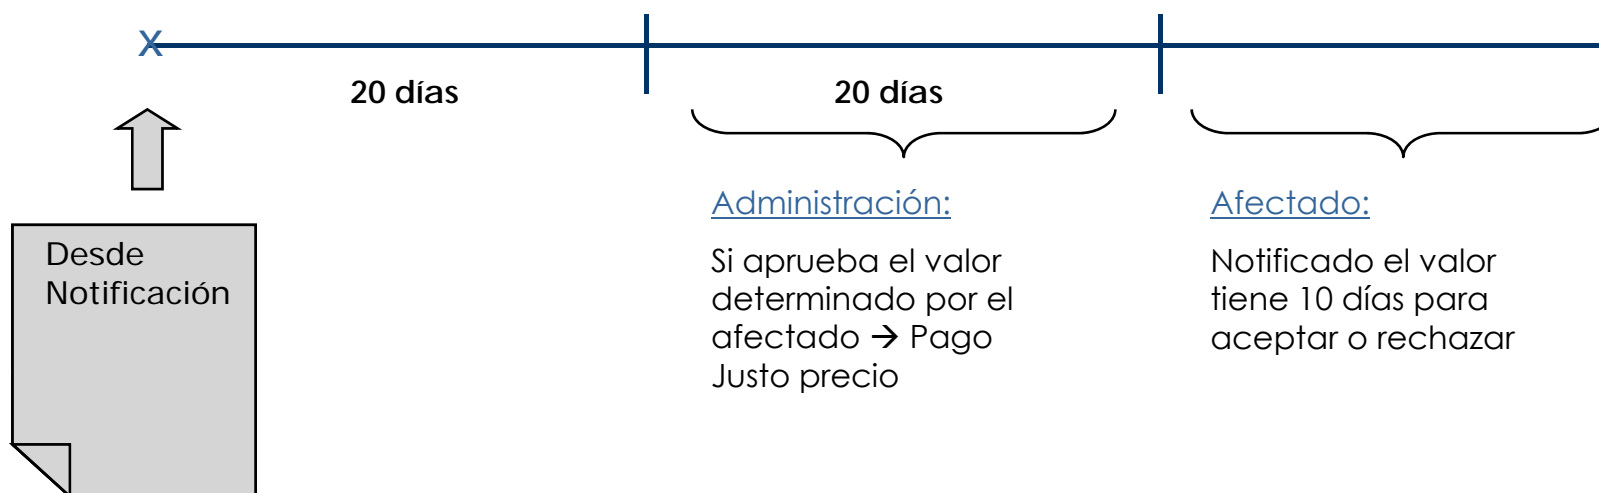 X
20 días
20 días
Desde
Notificación
Administración:
Si aprueba el valor
determinado por el
afectado → Pago
Justo precio
Afectado:
Notificado el valor
tiene 10 días para
aceptar o rechazar